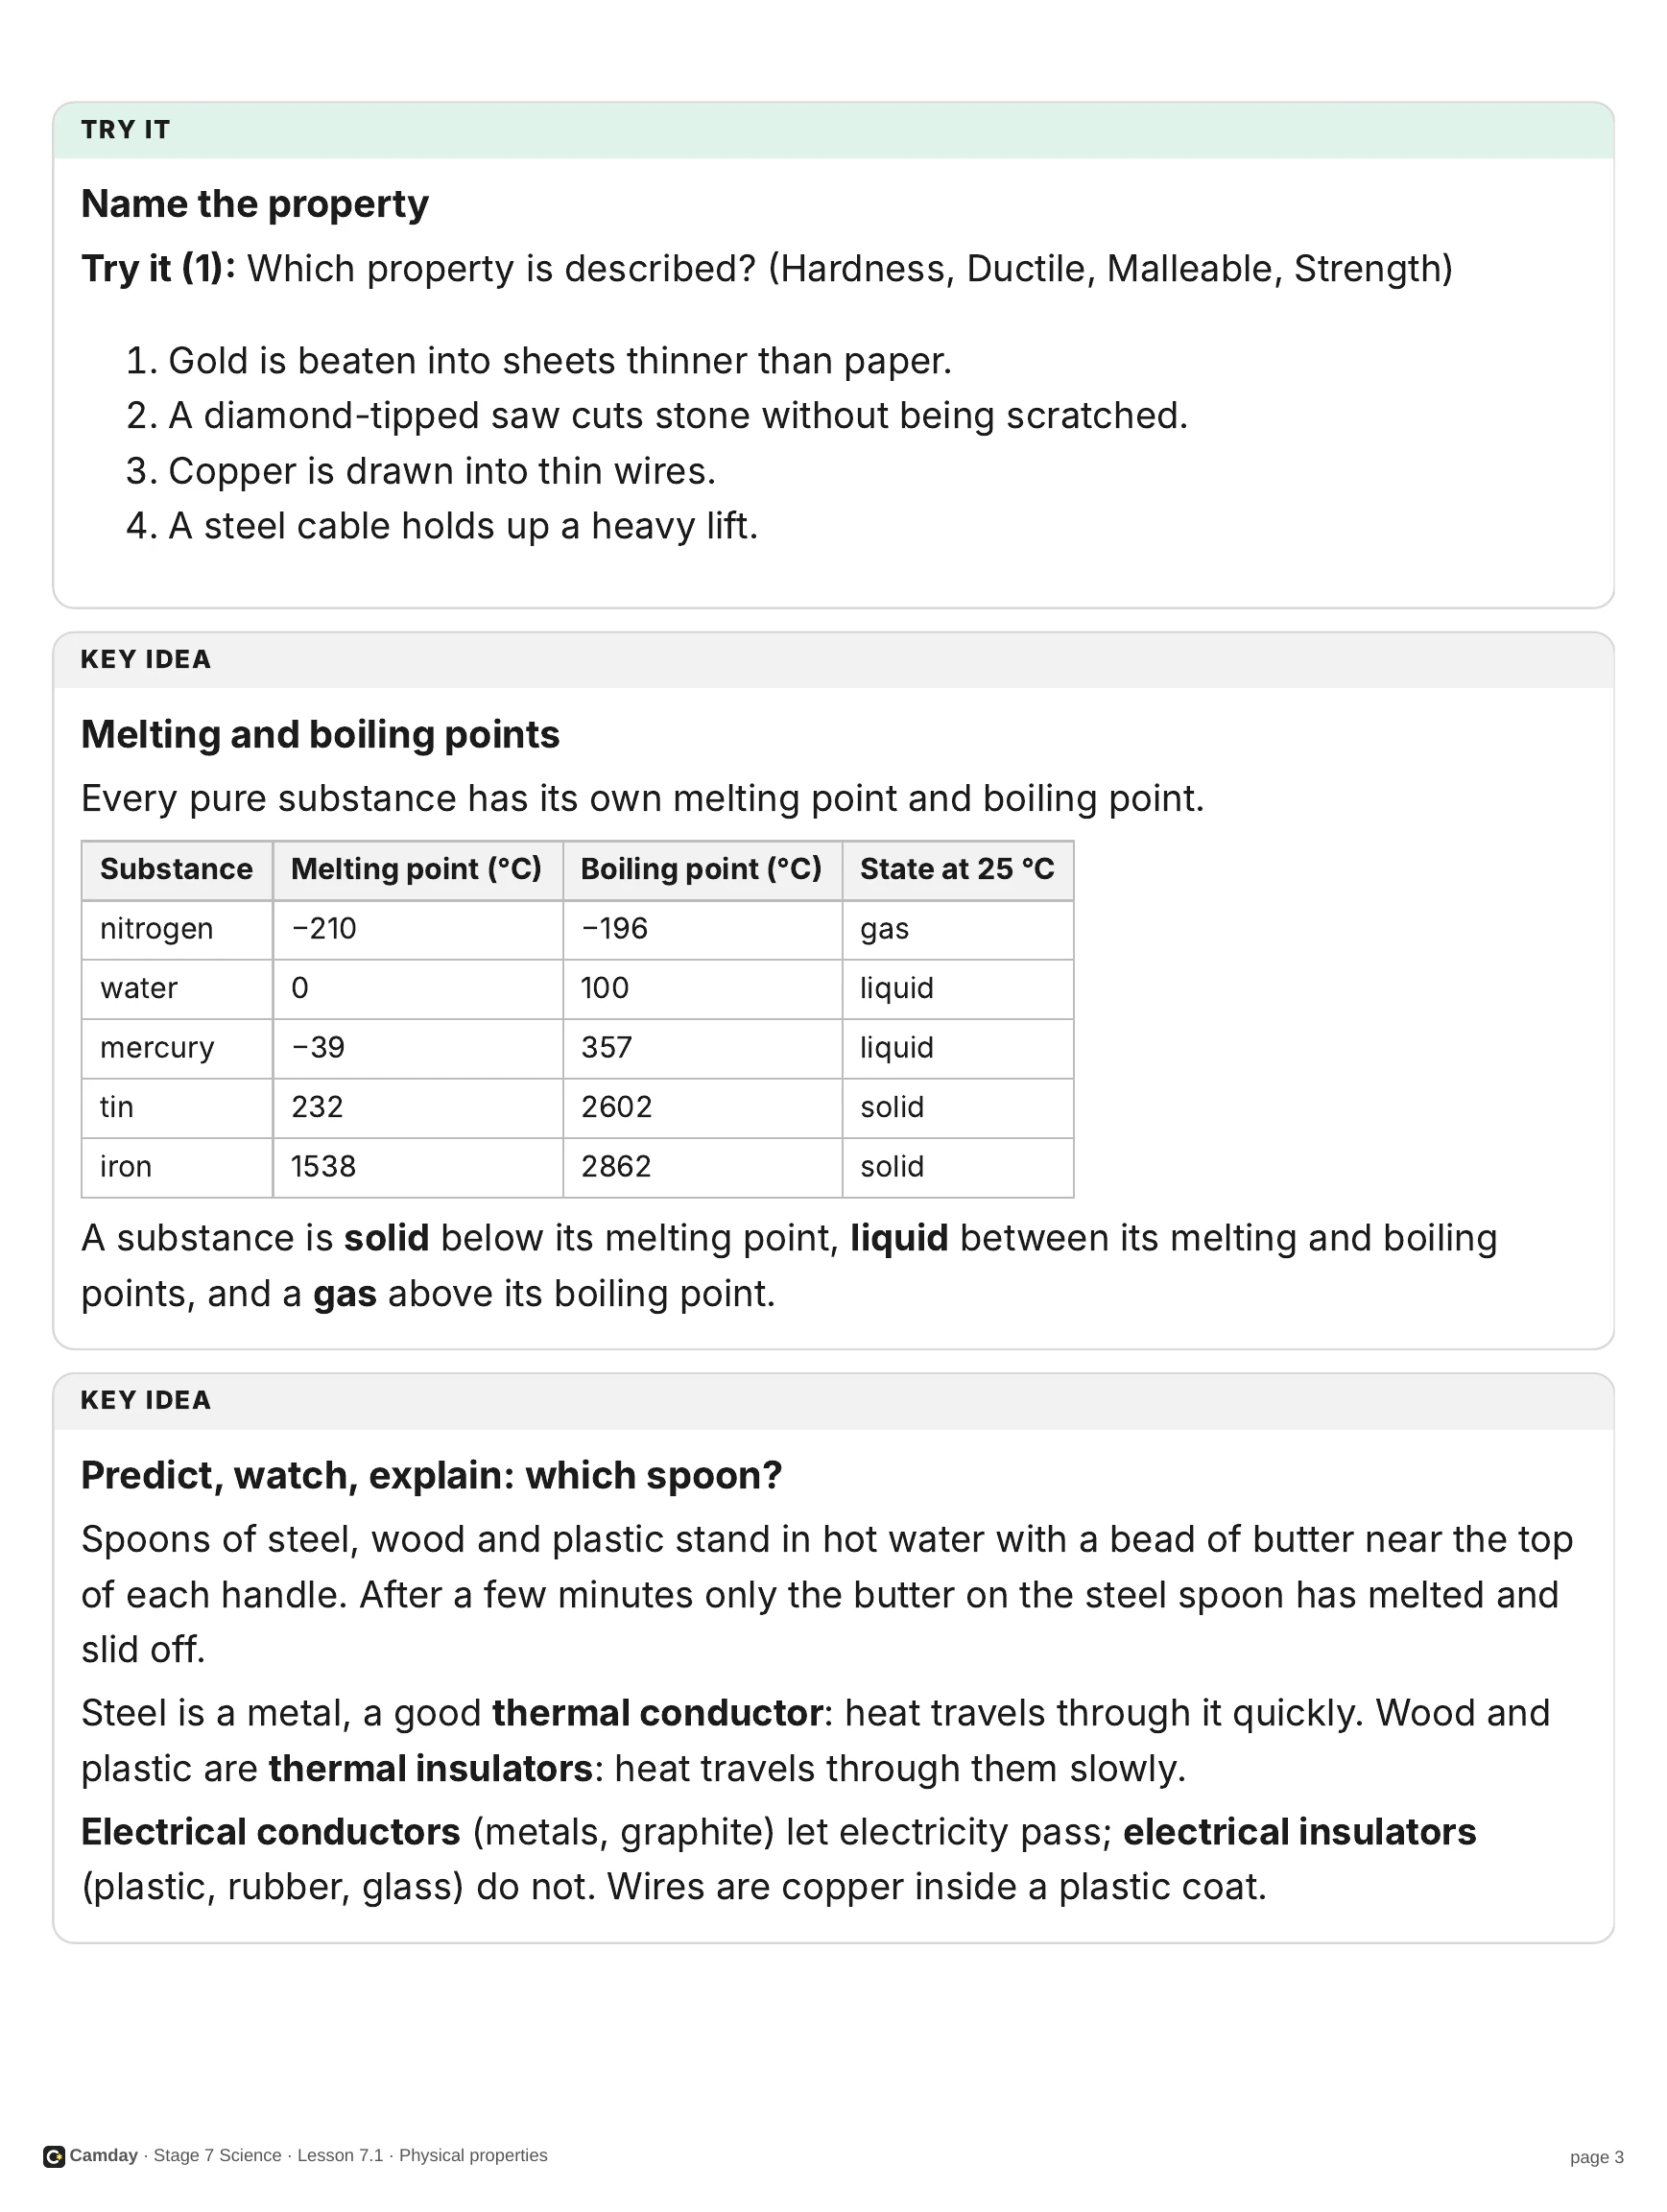 TRY IT
Name the property
Try it (1): Which property is described? (Hardness, Ductile, Malleable, Strength)
1. Gold is beaten into sheets thinner than paper.
2. A diamond-tipped saw cuts stone without being scratched.
3. Copper is drawn into thin wires.
4. A steel cable holds up a heavy lift.
KEY IDEA
Melting and boiling points
Every pure substance has its own melting point and boiling point.
Substance Melting point (°C) Boiling point (°C) State at 25 °C
nitrogen −210 −196 gas
water 0 100 liquid
mercury −39 357 liquid
tin 232 2602 solid
iron 1538 2862 solid
A substance is solid below its melting point, liquid between its melting and boiling
points, and a gas above its boiling point.
KEY IDEA
Predict, watch, explain: which spoon?
Spoons of steel, wood and plastic stand in hot water with a bead of butter near the top
of each handle. After a few minutes only the butter on the steel spoon has melted and
slid off.
Steel is a metal, a good thermal conductor: heat travels through it quickly. Wood and
plastic are thermal insulators: heat travels through them slowly.
Electrical conductors (metals, graphite) let electricity pass; electrical insulators
(plastic, rubber, glass) do not. Wires are copper inside a plastic coat.
Camday · Stage 7 Science · Lesson 7.1 · Physical properties
page 3